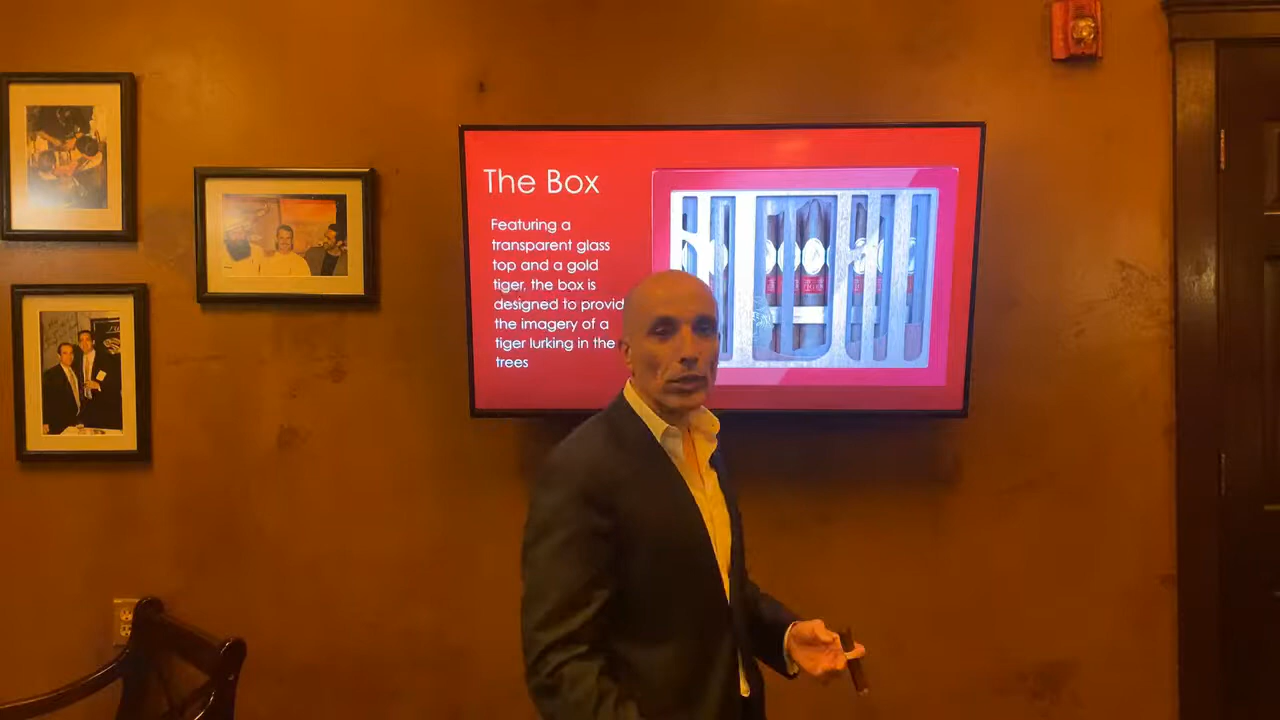 The Box
Featuring a
transparent glass
top and a gold
tiger, the box is
designed to provid
the imagery of a
tiger lurking in the
trees